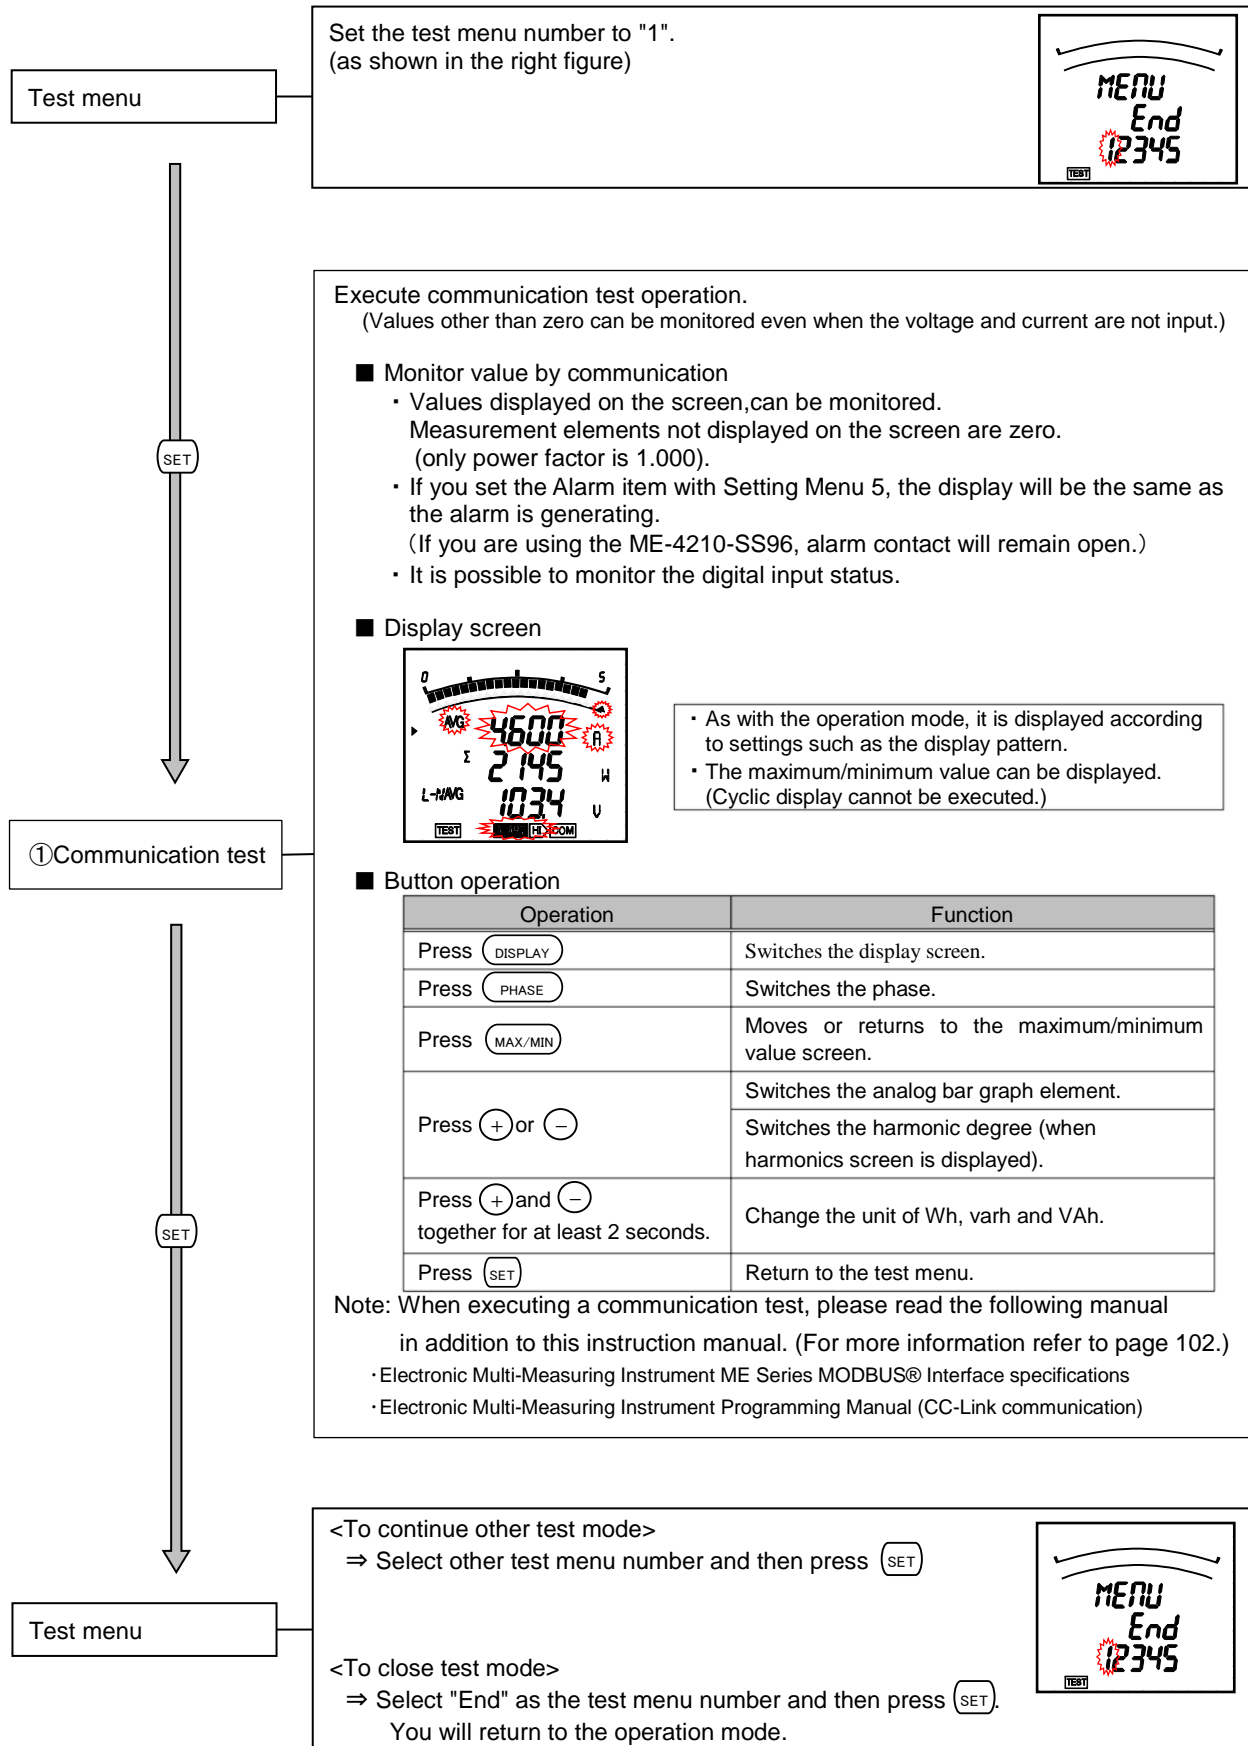 Set the test menu number to "1".
(as shown in the right figure)
Test menu
MENU
End
12345
TEST
SET
Execute communication test operation.
(Values other than zero can be monitored even when the voltage and current are not input.)
■ Monitor value by communication
・Values displayed on the screen,can be monitored.
Measurement elements not displayed on the screen are zero.
(only power factor is 1.000).
・If you set the Alarm item with Setting Menu 5, the display will be the same as
the alarm is generating.
（If you are using the ME-4210-SS96, alarm contact will remain open.）
・It is possible to monitor the digital input status.
■ Display screen
0 5
AVG 4600 A
Σ 2145 W
L-NAVG 103.4 V
TEST HI COM
・As with the operation mode, it is displayed according
to settings such as the display pattern.
・The maximum/minimum value can be displayed.
(Cyclic display cannot be executed.)
①Communication test
■ Button operation
Operation Function
Press DISPLAY Switches the display screen.
Press PHASE Switches the phase.
Press MAX/MIN Moves or returns to the maximum/minimum
value screen.
Press + or − Switches the analog bar graph element.
Switches the harmonic degree (when
harmonics screen is displayed).
Press + and −
together for at least 2 seconds. Change the unit of Wh, varh and VAh.
Press SET Return to the test menu.
SET
Note: When executing a communication test, please read the following manual
in addition to this instruction manual. (For more information refer to page 102.)
・Electronic Multi-Measuring Instrument ME Series MODBUS® Interface specifications
・Electronic Multi-Measuring Instrument Programming Manual (CC-Link communication)
<To continue other test mode>
⇒ Select other test menu number and then press SET
Test menu
MENU
End
12345
TEST
<To close test mode>
⇒ Select "End" as the test menu number and then press SET.
You will return to the operation mode.